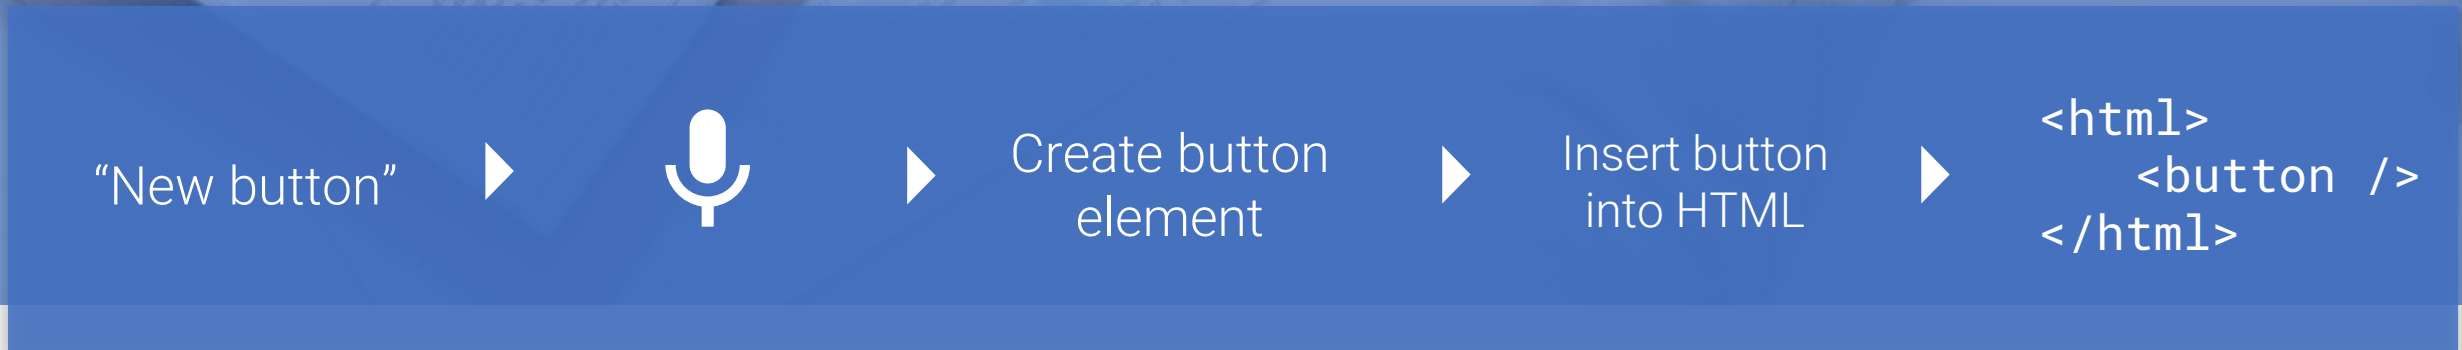 “New button”
Create button
element
Insert button
into HTML
<html>
<button />
</html>